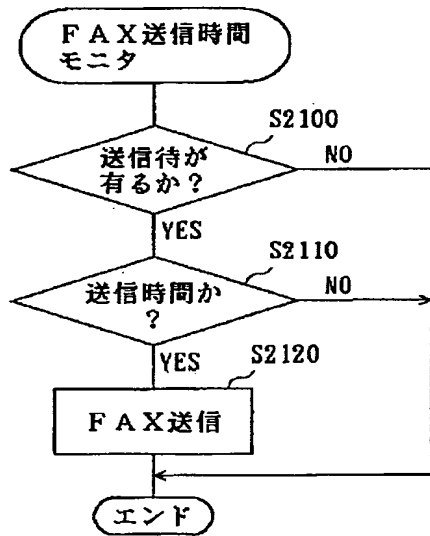 FAX送信時間
モニタ
S2100
送信待が
有るか?
NO
YES
S2110
送信時間か
?
NO
YES
S2120
FAX送信
エンド